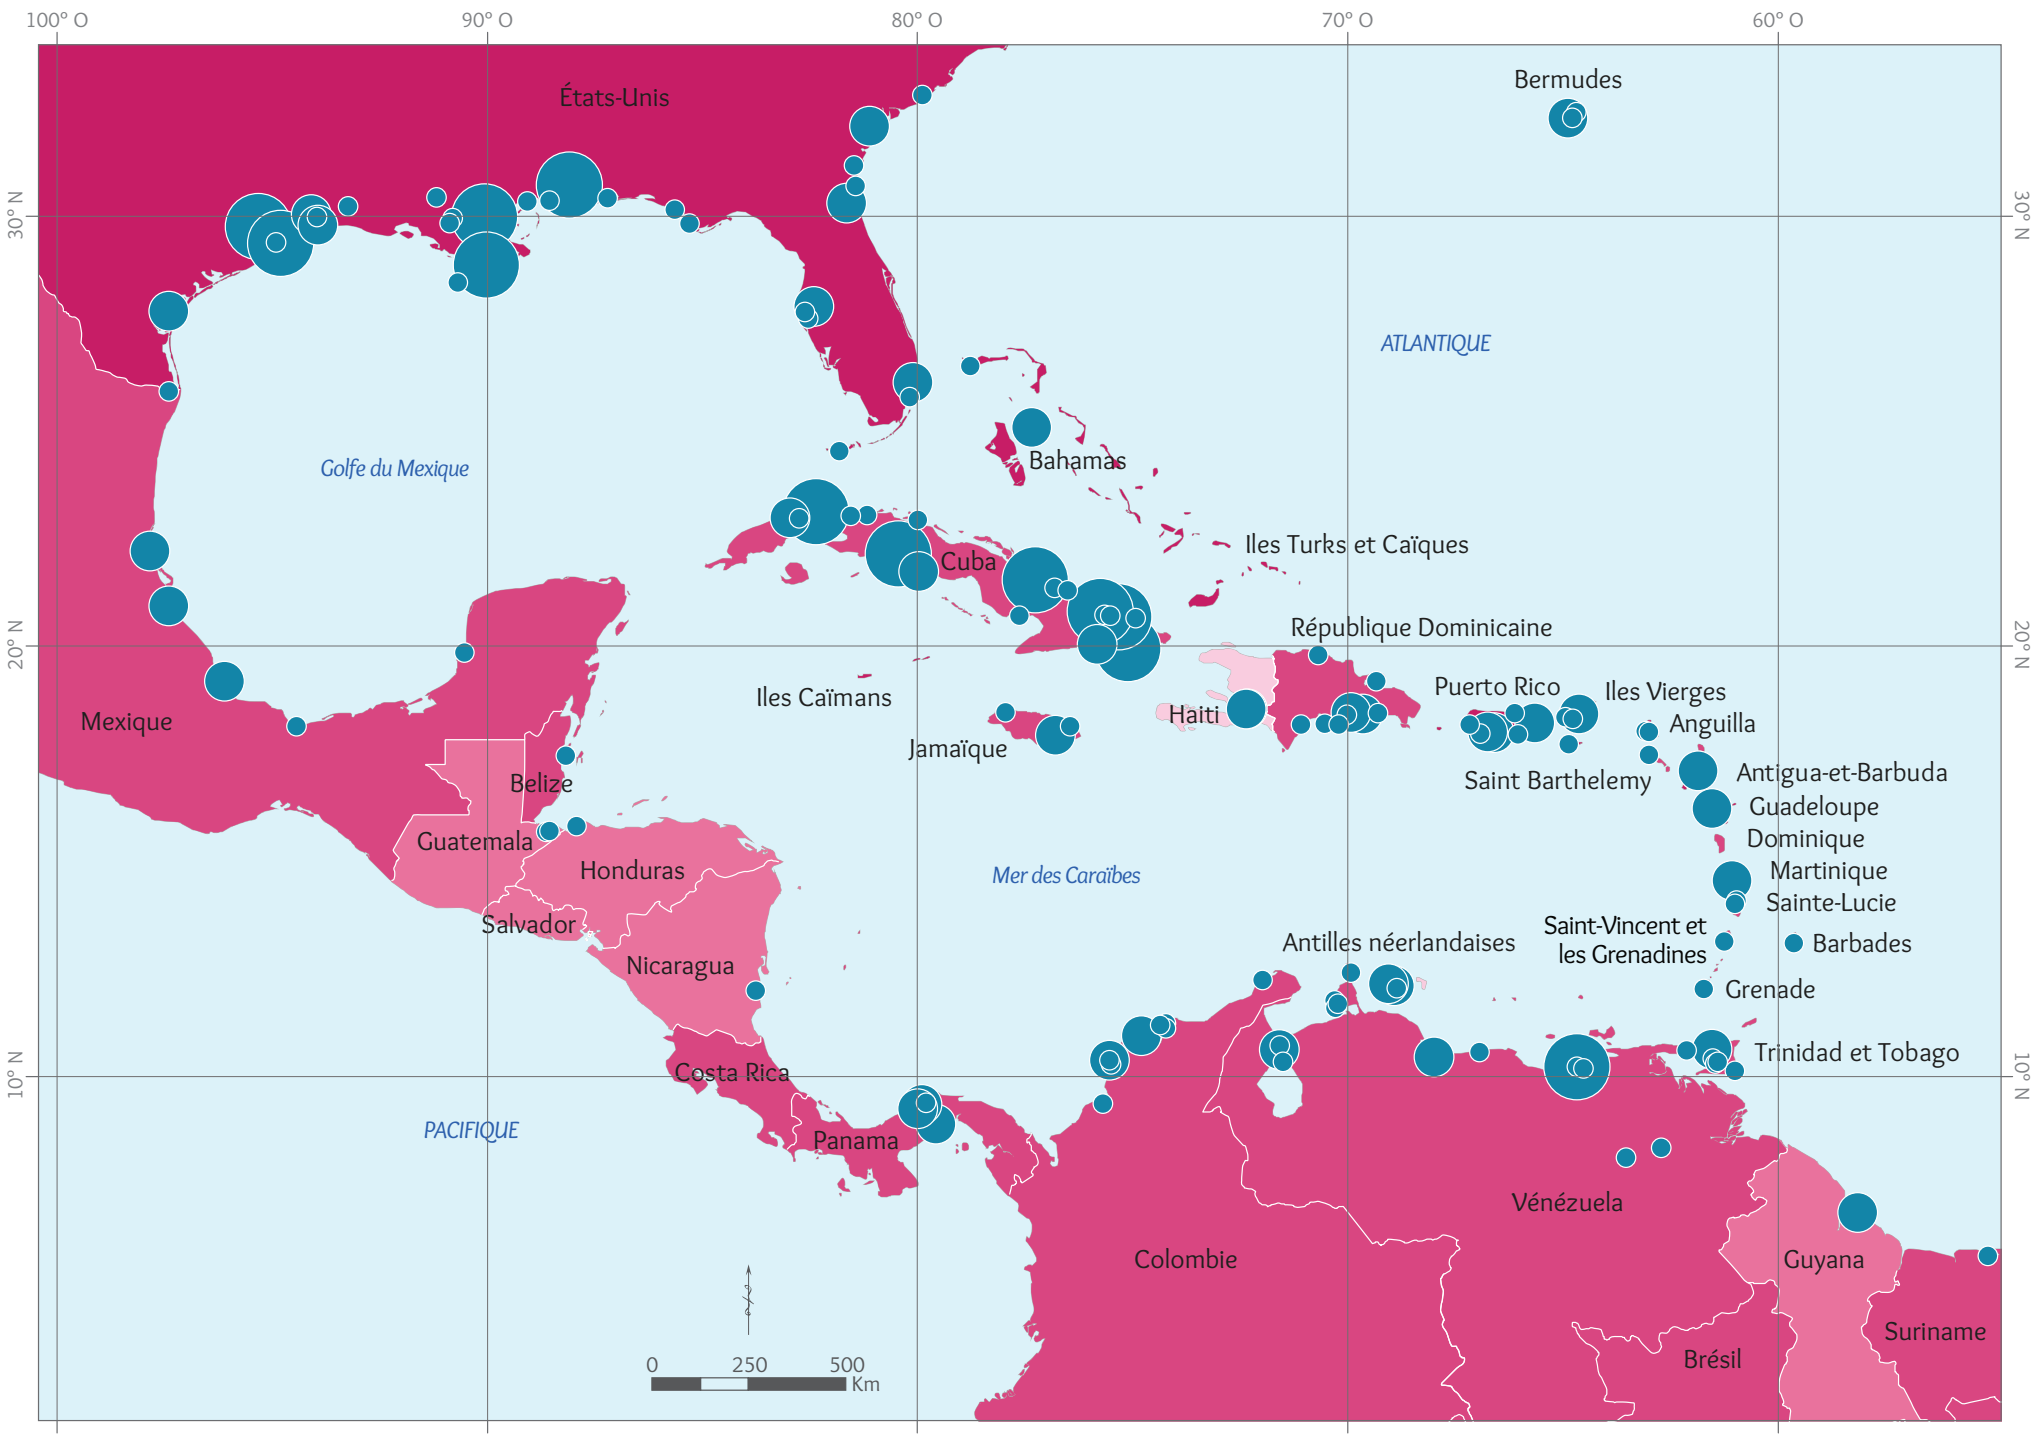 100° O
90° O
80° O
70° O
60° O
Bermudes
États-Unis
30° N
30° N
ATLANTIQUE
Golfe du Mexique
Bahamas
Iles Turks et Caïques
Cuba
République Dominicaine
20° N
20° N
Puerto Rico
Iles Vierges
Iles Caïmans
Haiti
Anguilla
Mexique
Jamaïque
Antigua-et-Barbuda
Saint Barthelemy
Belize
Guadeloupe
Dominique
Guatemala
Honduras
Martinique
Mer des Caraïbes
Sainte-Lucie
Salvador
Saint-Vincent et
les Grenadines
Antilles néerlandaises
Barbades
Nicaragua
Grenade
Trinidad et Tobago
Costa Rica
10° N
10° N
PACIFIQUE
Panama
Vénézuela
Colombie
Guyana
Suriname
Brésil
0 250 500
Km